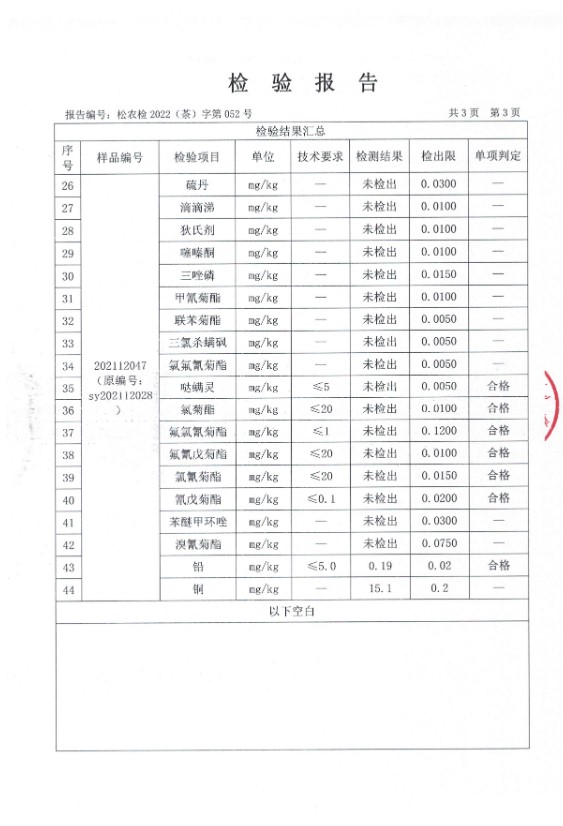 检验报告
报告编号：松农检2022（茶）字第052号 共3页 第3页
检验结果汇总
序号 样品编号 检验项目 单位 技术要求 检测结果 检出限 单项判定
202112047
（原编号：
sy202112028
）
26 硫丹 mg/kg — 未检出 0.0300 —
27 滴滴涕 mg/kg — 未检出 0.0100 —
28 狄氏剂 mg/kg — 未检出 0.0100 —
29 噻嗪酮 mg/kg — 未检出 0.0100 —
30 三唑磷 mg/kg — 未检出 0.0150 —
31 甲氰菊酯 mg/kg — 未检出 0.0100 —
32 联苯菊酯 mg/kg — 未检出 0.0050 —
33 三氯杀螨砜 mg/kg — 未检出 0.0050 —
34 氯氟氰菊酯 mg/kg — 未检出 0.0050 —
35 哒螨灵 mg/kg ≤5 未检出 0.0050 合格
36 氯菊酯 mg/kg ≤20 未检出 0.0100 合格
37 氟氯氰菊酯 mg/kg ≤1 未检出 0.1200 合格
38 氟氰戊菊酯 mg/kg ≤20 未检出 0.0100 合格
39 氯氰菊酯 mg/kg ≤20 未检出 0.0150 合格
40 氰戊菊酯 mg/kg ≤0.1 未检出 0.0200 合格
41 苯醚甲环唑 mg/kg — 未检出 0.0300 —
42 溴氰菊酯 mg/kg — 未检出 0.0750 —
43 铅 mg/kg ≤5.0 0.19 0.02 合格
44 铜 mg/kg — 15.1 0.2 —
以下空白